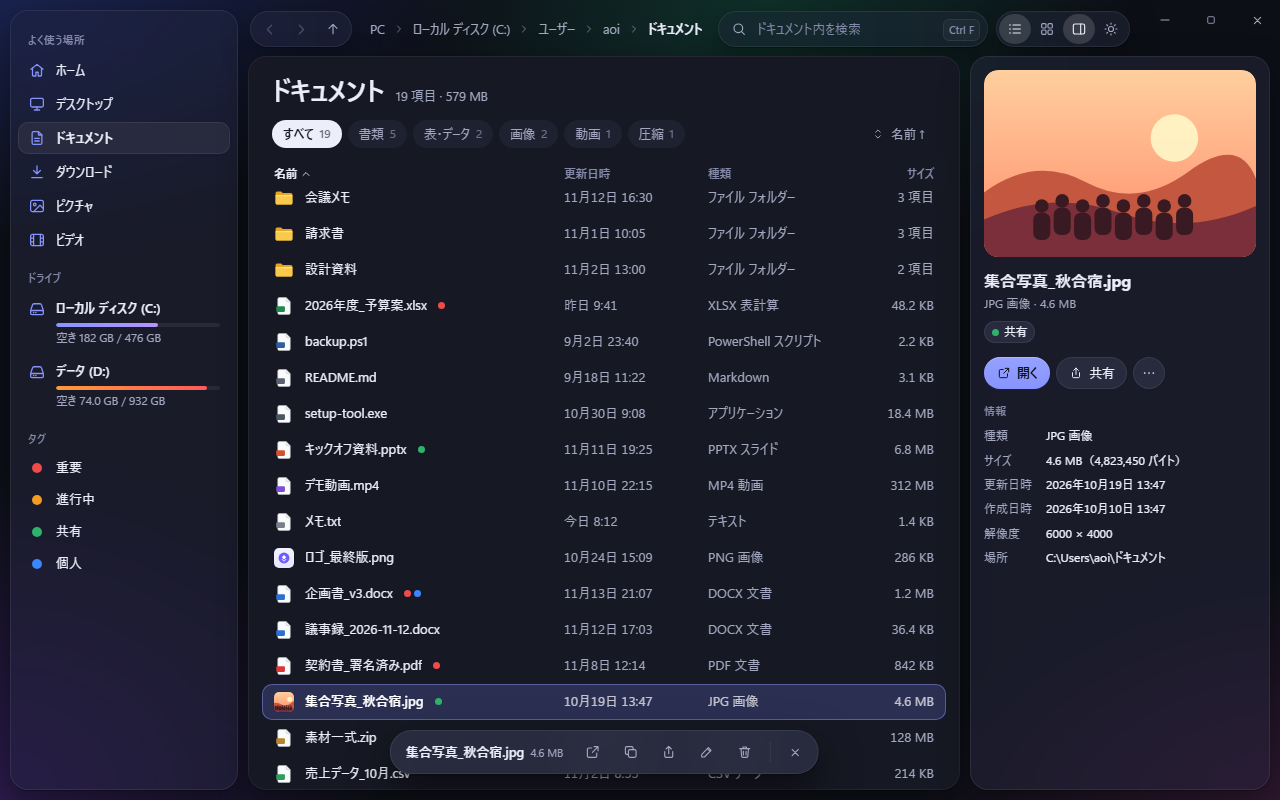 よく使う場所
ホーム
デスクトップ
ドキュメント
ダウンロード
ピクチャ
ビデオ
ドライブ
ローカル ディスク (C:)
空き 182 GB / 476 GB
データ (D:)
空き 74.0 GB / 932 GB
タグ
重要
進行中
共有
個人
PC ローカル ディスク (C:) ユーザー aoi ドキュメント
ドキュメント内を検索 Ctrl F
ドキュメント 19 項目 · 579 MB
すべて 19 書類 5 表・データ 2 画像 2 動画 1 圧縮 1 名前 ↑
名前 更新日時 種類 サイズ
会議メモ 11月12日 16:30 ファイル フォルダー 3 項目
請求書 11月1日 10:05 ファイル フォルダー 3 項目
設計資料 11月2日 13:00 ファイル フォルダー 2 項目
2026年度_予算案.xlsx 昨日 9:41 XLSX 表計算 48.2 KB
backup.ps1 9月2日 23:40 PowerShell スクリプト 2.2 KB
README.md 9月18日 11:22 Markdown 3.1 KB
setup-tool.exe 10月30日 9:08 アプリケーション 18.4 MB
キックオフ資料.pptx 11月11日 19:25 PPTX スライド 6.8 MB
デモ動画.mp4 11月10日 22:15 MP4 動画 312 MB
メモ.txt 今日 8:12 テキスト 1.4 KB
ロゴ_最終版.png 10月24日 15:09 PNG 画像 286 KB
企画書_v3.docx 11月13日 21:07 DOCX 文書 1.2 MB
議事録_2026-11-12.docx 11月12日 17:03 DOCX 文書 36.4 KB
契約書_署名済み.pdf 11月8日 12:14 PDF 文書 842 KB
集合写真_秋合宿.jpg 10月19日 13:47 JPG 画像 4.6 MB
素材一式.zip 128 MB
売上データ_10月.csv 214 KB
集合写真_秋合宿.jpg 4.6 MB
集合写真_秋合宿.jpg
JPG 画像 · 4.6 MB
共有
開く 共有
情報
種類 JPG 画像
サイズ 4.6 MB（4,823,450 バイト）
更新日時 2026年10月19日 13:47
作成日時 2026年10月10日 13:47
解像度 6000 × 4000
場所 C:\Users\aoi\ドキュメント